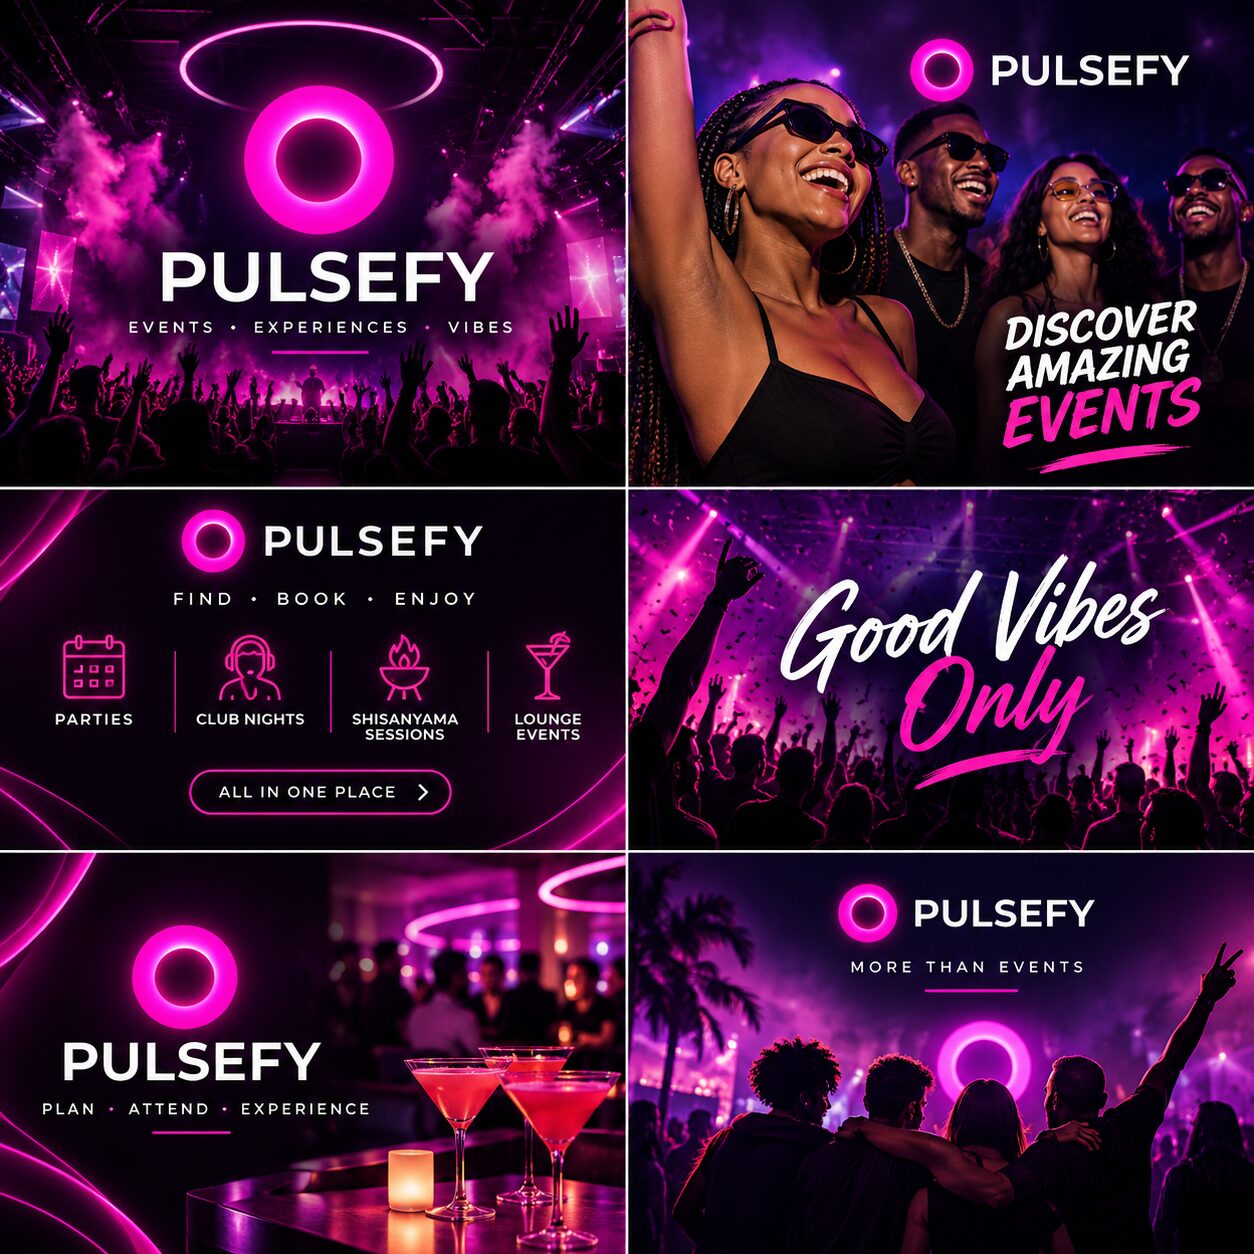 PULSEFY
EVENTS • EXPERIENCES • VIBES
PULSEFY
DISCOVER
AMAZING
EVENTS
PULSEFY
FIND • BOOK • ENJOY
PARTIES
CLUB NIGHTS
SHISANYAMA
SESSIONS
LOUNGE
EVENTS
ALL IN ONE PLACE
Good Vibes
Only
PULSEFY
PLAN • ATTEND • EXPERIENCE
PULSEFY
MORE THAN EVENTS